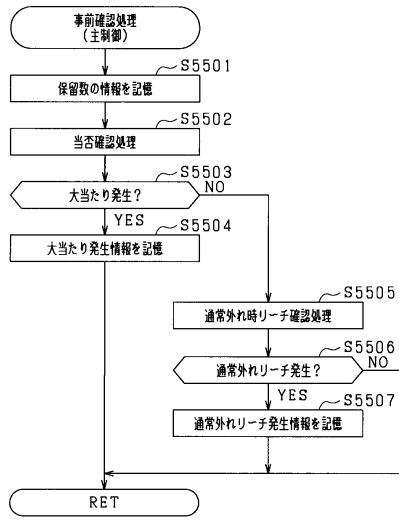 事前確認処理
(主制御)
S5501
保留数の情報を記憶
S5502
当否確認処理
S5503
大当たり発生?
NO
YES
S5504
大当たり発生情報を記憶
S5505
通常外れ時リーチ確認処理
S5506
通常外れリーチ発生?
NO
YES
S5507
通常外れリーチ発生情報を記憶
RET